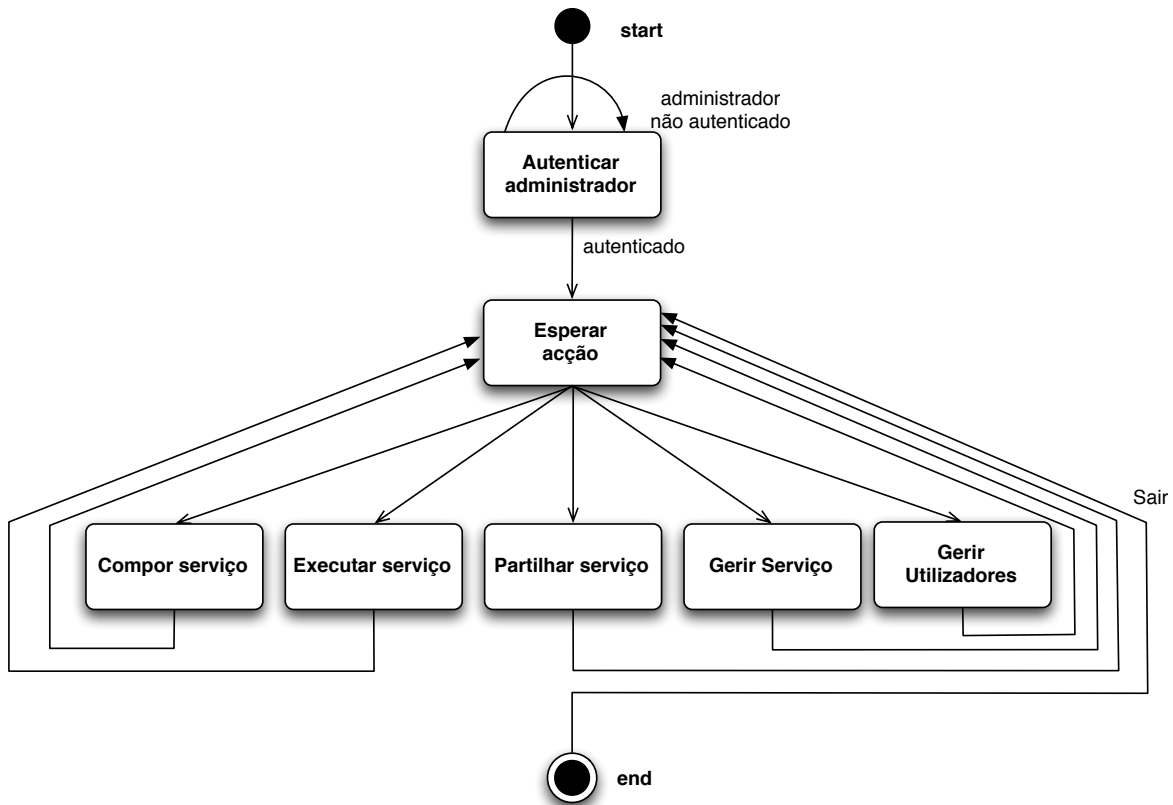 start
administrador
não autenticado
Autenticar
administrador
autenticado
Esperar
acção
Sair
Compor serviço
Executar serviço
Partilhar serviço
Gerir Serviço
Gerir
Utilizadores
end